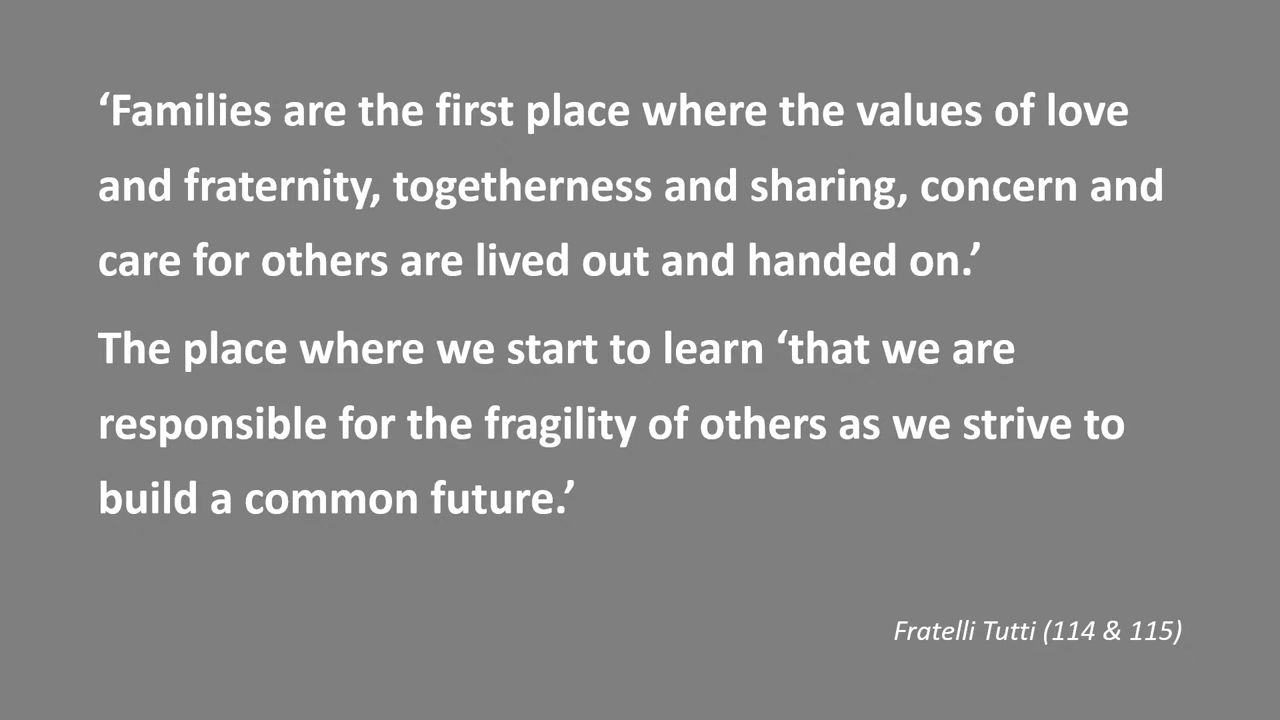 ‘Families are the first place where the values of love
and fraternity, togetherness and sharing, concern and
care for others are lived out and handed on.’
The place where we start to learn ‘that we are
responsible for the fragility of others as we strive to
build a common future.’
Fratelli Tutti (114 & 115)